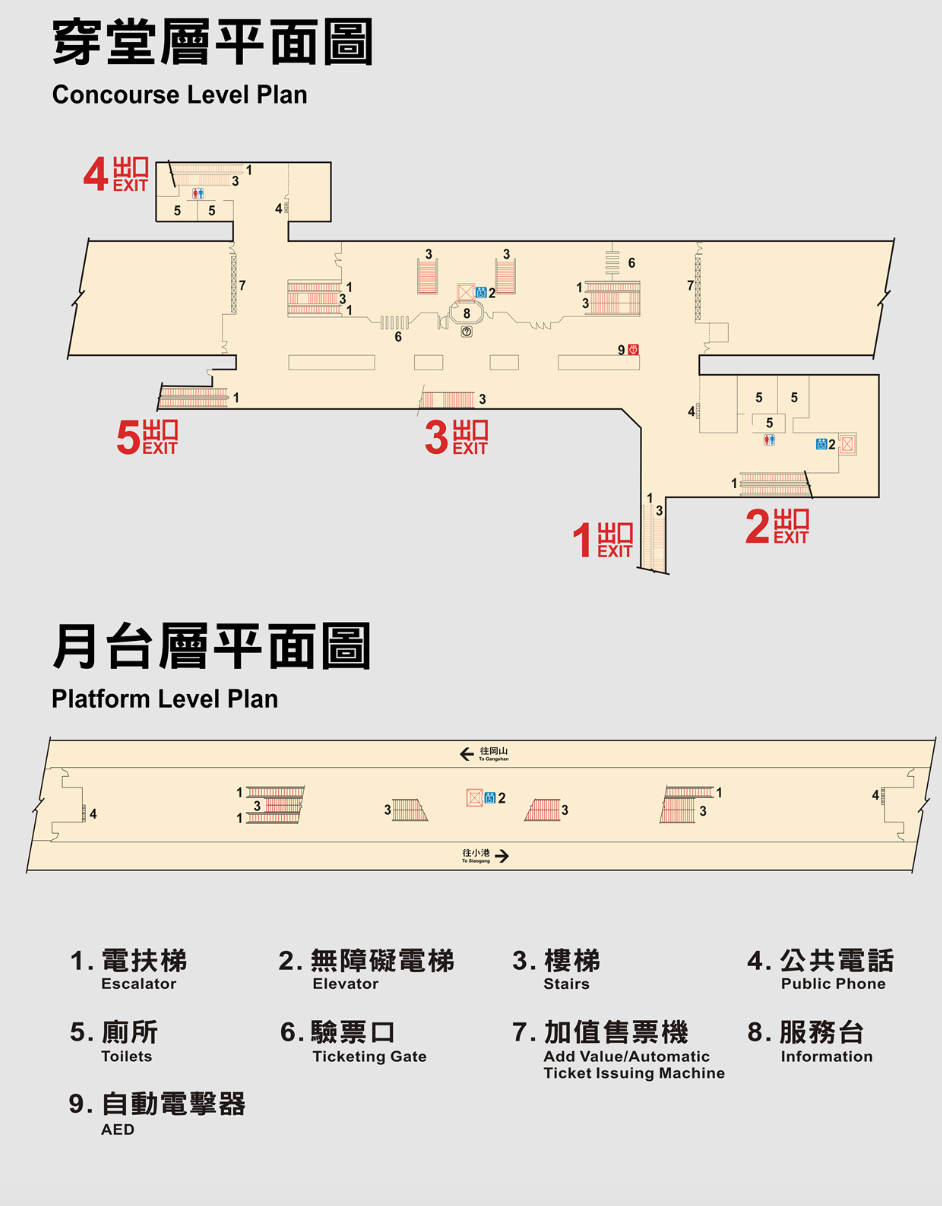 穿堂層平面圖
Concourse Level Plan
4 出口 EXIT
1
3
5 5
4
3 3
6
7
1
3
1
2
8
1
3
7
6
9
1
3
5 出口 EXIT
3 出口 EXIT
4
5 5
5
2
1
1
3
1 出口 EXIT
2 出口 EXIT
月台層平面圖
Platform Level Plan
往岡山
To Gangshan
4
1
3
1
3
2
3
1
3
4
往小港
To Siaogang
1. 電扶梯
Escalator
2. 無障礙電梯
Elevator
3. 樓梯
Stairs
4. 公共電話
Public Phone
5. 廁所
Toilets
6. 驗票口
Ticketing Gate
7. 加值售票機
Add Value/Automatic
Ticket Issuing Machine
8. 服務台
Information
9. 自動電擊器
AED